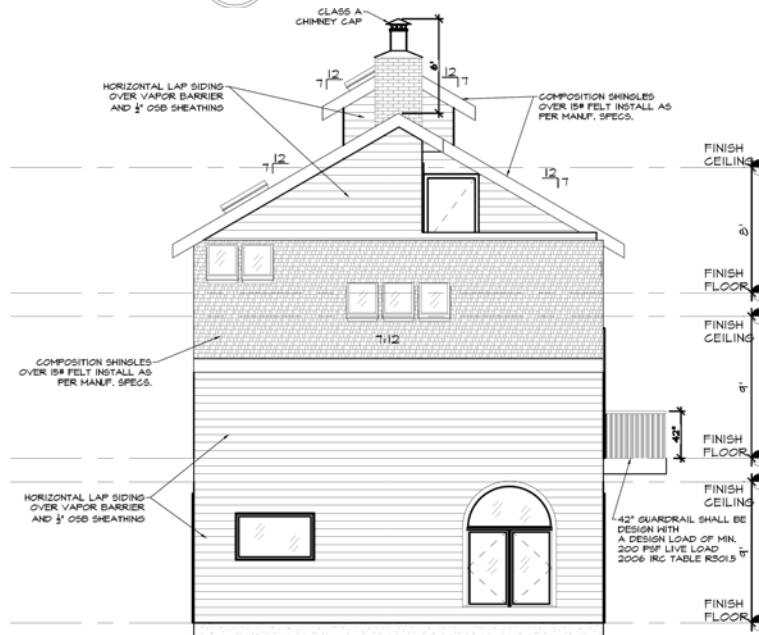 CLASS A
CHIMNEY CAP
6'
12
7
12
7
HORIZONTAL LAP SIDING
OVER VAPOR BARRIER
AND ½" OSB SHEATHING
COMPOSITION SHINGLES
OVER 15# FELT INSTALL AS
PER MANUF. SPECS.
12
7
12
7
FINISH
CEILING
8'
FINISH
FLOOR
FINISH
CEILING
7:12
COMPOSITION SHINGLES
OVER 15# FELT INSTALL AS
PER MANUF. SPECS.
9'
42"
FINISH
FLOOR
FINISH
CEILING
HORIZONTAL LAP SIDING
OVER VAPOR BARRIER
AND ½" OSB SHEATHING
42" GUARDRAIL SHALL BE
DESIGN WITH
A DESIGN LOAD OF MIN.
200 PSF LIVE LOAD
2006 IRC TABLE R301.5
9'
FINISH
FLOOR